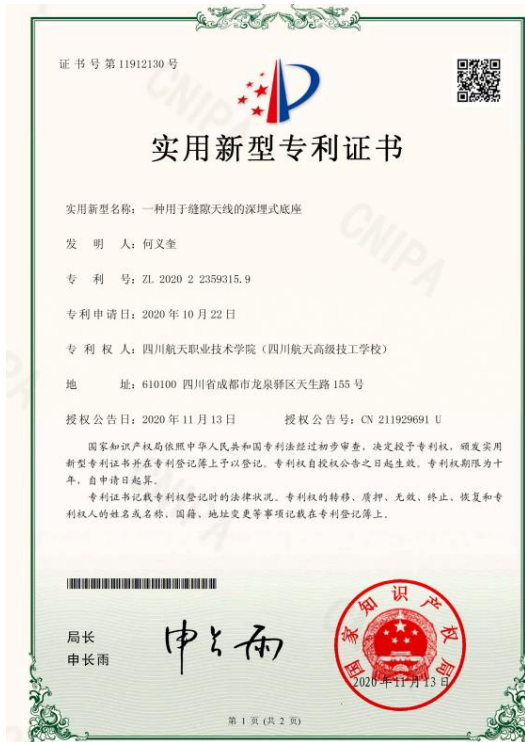 证书号第11912130号
实用新型专利证书
实用新型名称：一种用于缝隙天线的深埋式底座
发明人：何义奎
专利号：ZL 2020 2 2359315.9
专利申请日：2020年10月22日
专利权人：四川航天职业技术学院（四川航天高级技工学校）
地址：610100 四川省成都市龙泉驿区天生路155号
授权公告日：2020年11月13日 授权公告号：CN 211929691 U
国家知识产权局依照中华人民共和国专利法经过初步审查，决定授予专利权，颁发实用
新型专利证书并在专利登记簿上予以登记。专利权自授权公告之日起生效。专利权期限为十
年，自申请日起算。
专利证书记载专利权登记时的法律状况。专利权的转移、质押、无效、终止、恢复和专
利权人的姓名或名称、国籍、地址变更等事项记载在专利登记簿上。
局长
申长雨
申长雨
国家知识产权局
2020年11月13日
第 1 页 (共 2 页)
CNIPA
CNIPA
CNIPA